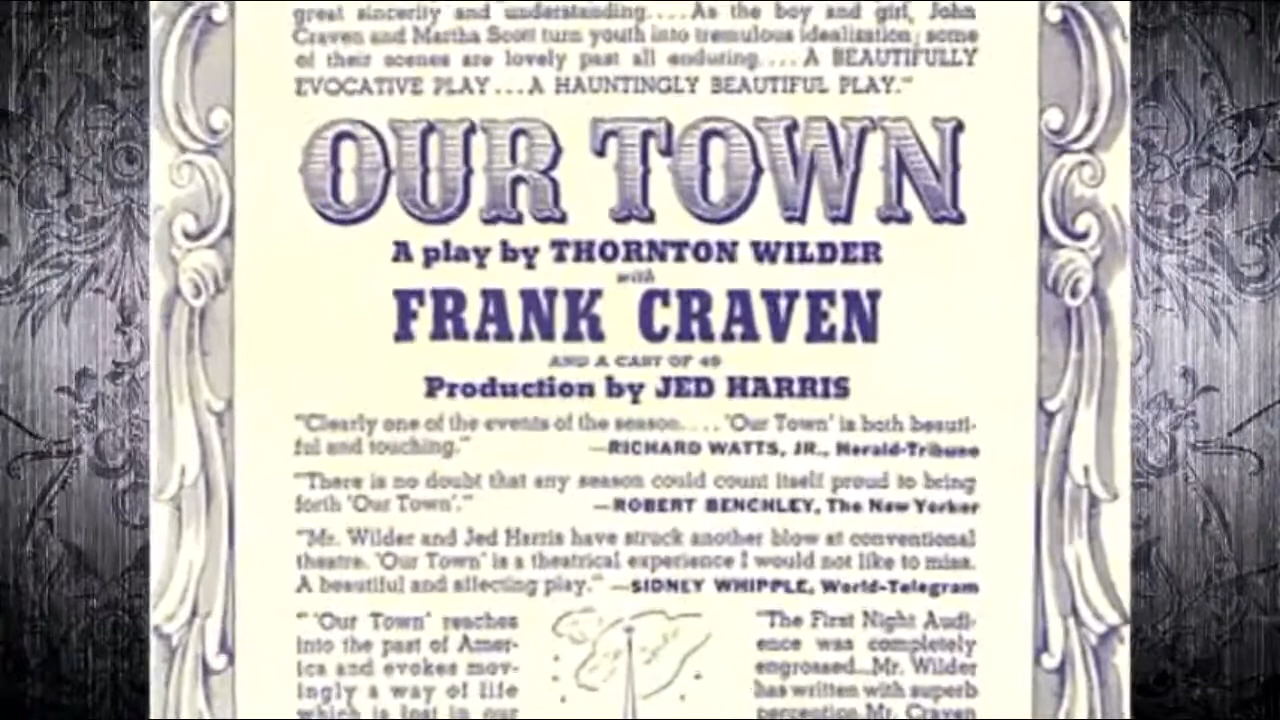 great sincerity and understanding.... As the boy and girl, John
Craven and Martha Scott turn youth into tremulous idealization; some
of their scenes are lovely past all enduring.... A BEAUTIFULLY
EVOCATIVE PLAY...A HAUNTINGLY BEAUTIFUL PLAY."
OUR TOWN
A play by THORNTON WILDER
with
FRANK CRAVEN
AND A CAST OF 49
Production by JED HARRIS
"Clearly one of the events of the season.... 'Our Town' is both beauti-
ful and touching." —RICHARD WATTS, JR., Herald-Tribune
"There is no doubt that any season could count itself proud to bring
forth 'Our Town'." —ROBERT BENCHLEY, The New Yorker
"Mr. Wilder and Jed Harris have struck another blow at conventional
theatre. 'Our Town' is a theatrical experience I would not like to miss.
A beautiful and affecting play." —SIDNEY WHIPPLE, World-Telegram
"'Our Town' reaches
into the past of Amer-
ica and evokes mov-
ingly a way of life
which is lost in our
"The First Night Audi-
ence was completely
engrossed...Mr. Wilder
has written with superb
perception. Mr. Craven